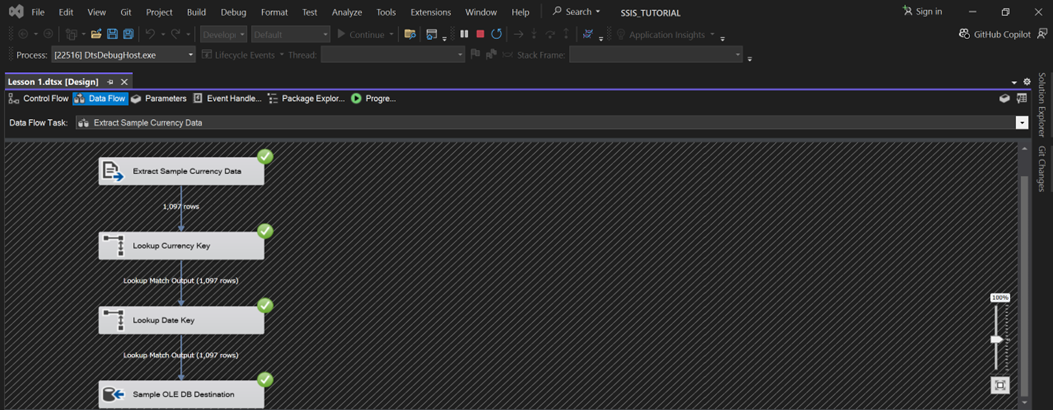 File Edit View Git Project Build Debug Format Test Analyze Tools Extensions Window Help Search SSIS_TUTORIAL Sign in
Develop Default Continue Application Insights GitHub Copilot
Process: [22516] DtsDebugHost.exe Lifecycle Events Thread: Stack Frame:
Lesson 1.dtsx [Design]
Control Flow Data Flow Parameters Event Handle... Package Explor... Progre...
Data Flow Task: Extract Sample Currency Data
Extract Sample Currency Data
1,097 rows
Lookup Currency Key
Lookup Match Output (1,097 rows)
Lookup Date Key
Lookup Match Output (1,097 rows)
Sample OLE DB Destination
100%
Solution Explorer
Git Changes